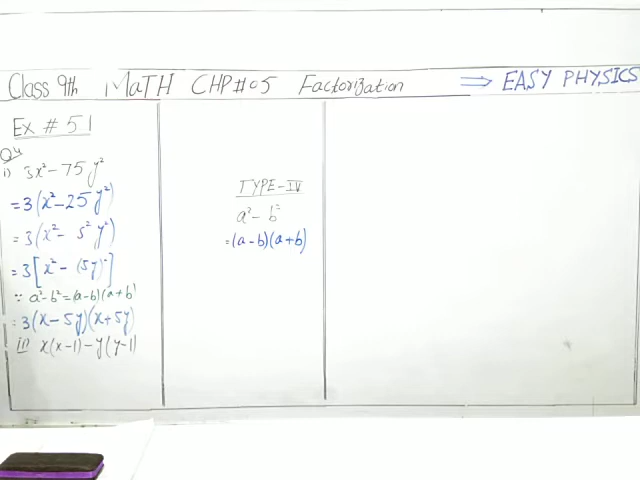 Class 9th MATH CHP#05 Factorization ⇒ EASY PHYSICS
Ex # 5.1
Q4
i) 3x²-75y²
=3(x²-25y²)
=3(x²-5²y²)
=3[x²-(5y)²]
∵ a²-b²=(a-b)(a+b)
=3(x-5y)(x+5y)
ii) x(x-1)-y(y-1)
TYPE-IV
a²-b²
=(a-b)(a+b)